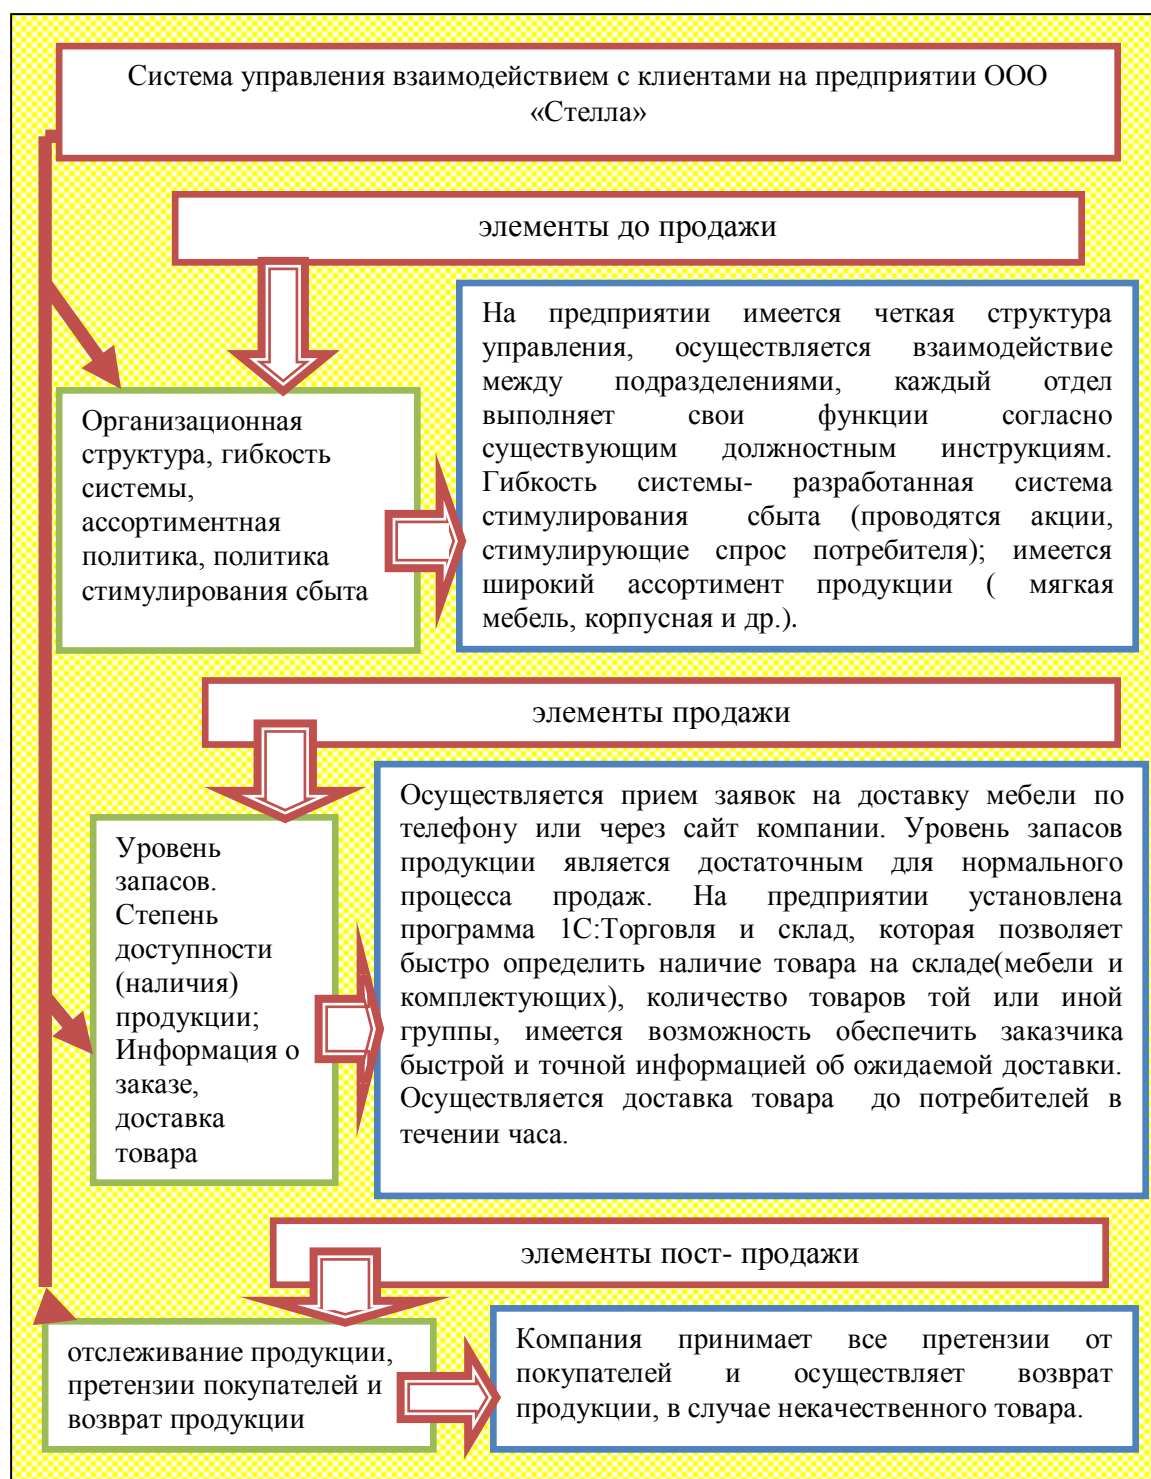 Система управления взаимодействием с клиентами на предприятии ООО
«Стелла»
элементы до продажи
Организационная
структура, гибкость
системы,
ассортиментная
политика, политика
стимулирования сбыта
На предприятии имеется четкая структура
управления, осуществляется взаимодействие
между подразделениями, каждый отдел
выполняет свои функции согласно
существующим должностным инструкциям.
Гибкость системы- разработанная система
стимулирования сбыта (проводятся акции,
стимулирующие спрос потребителя); имеется
широкий ассортимент продукции ( мягкая
мебель, корпусная и др.).
элементы продажи
Уровень
запасов.
Степень
доступности
(наличия)
продукции;
Информация о
заказе,
доставка
товара
Осуществляется прием заявок на доставку мебели по
телефону или через сайт компании. Уровень запасов
продукции является достаточным для нормального
процесса продаж. На предприятии установлена
программа 1С:Торговля и склад, которая позволяет
быстро определить наличие товара на складе(мебели и
комплектующих), количество товаров той или иной
группы, имеется возможность обеспечить заказчика
быстрой и точной информацией об ожидаемой доставки.
Осуществляется доставка товара до потребителей в
течении часа.
элементы пост- продажи
отслеживание продукции,
претензии покупателей и
возврат продукции
Компания принимает все претензии от
покупателей и осуществляет возврат
продукции, в случае некачественного товара.